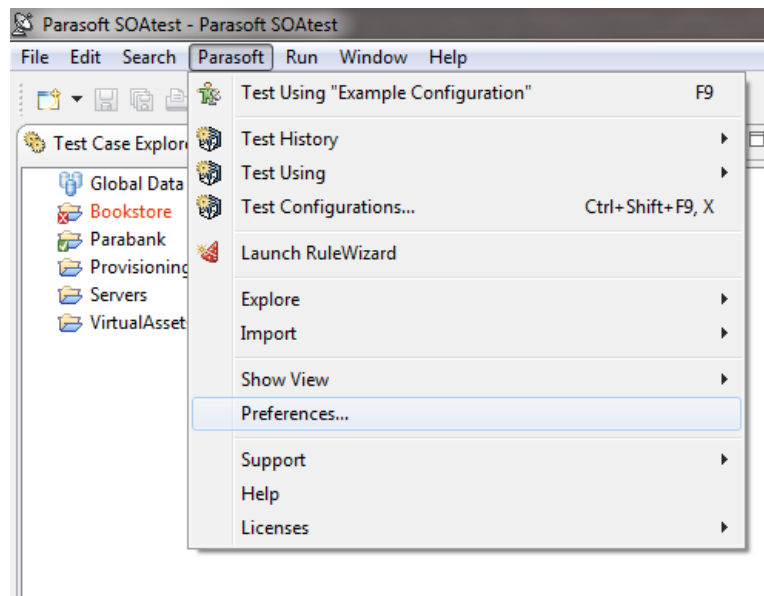 Parasoft SOAtest - Parasoft SOAtest
File Edit Search Parasoft Run Window Help
Test Using "Example Configuration" F9
Test Case Explor
Test History
Test Using
Test Configurations... Ctrl+Shift+F9, X
Launch RuleWizard
Explore
Import
Show View
Preferences...
Support
Help
Licenses
Global Data
Bookstore
Parabank
Provisioning
Servers
VirtualAsset